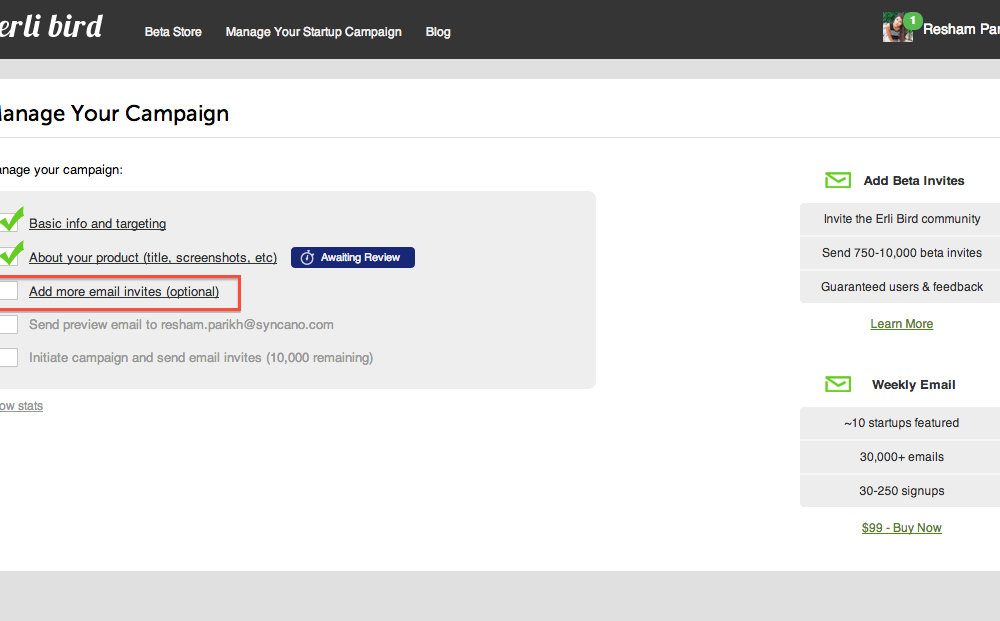 erli bird
Beta Store
Manage Your Startup Campaign
Blog
1
Resham Par
anage Your Campaign
anage your campaign:
Basic info and targeting
About your product (title, screenshots, etc)
Awaiting Review
Add more email invites (optional)
Send preview email to resham.parikh@syncano.com
Initiate campaign and send email invites (10,000 remaining)
ow stats
Add Beta Invites
Invite the Erli Bird community
Send 750-10,000 beta invites
Guaranteed users & feedback
Learn More
Weekly Email
~10 startups featured
30,000+ emails
30-250 signups
$99 - Buy Now